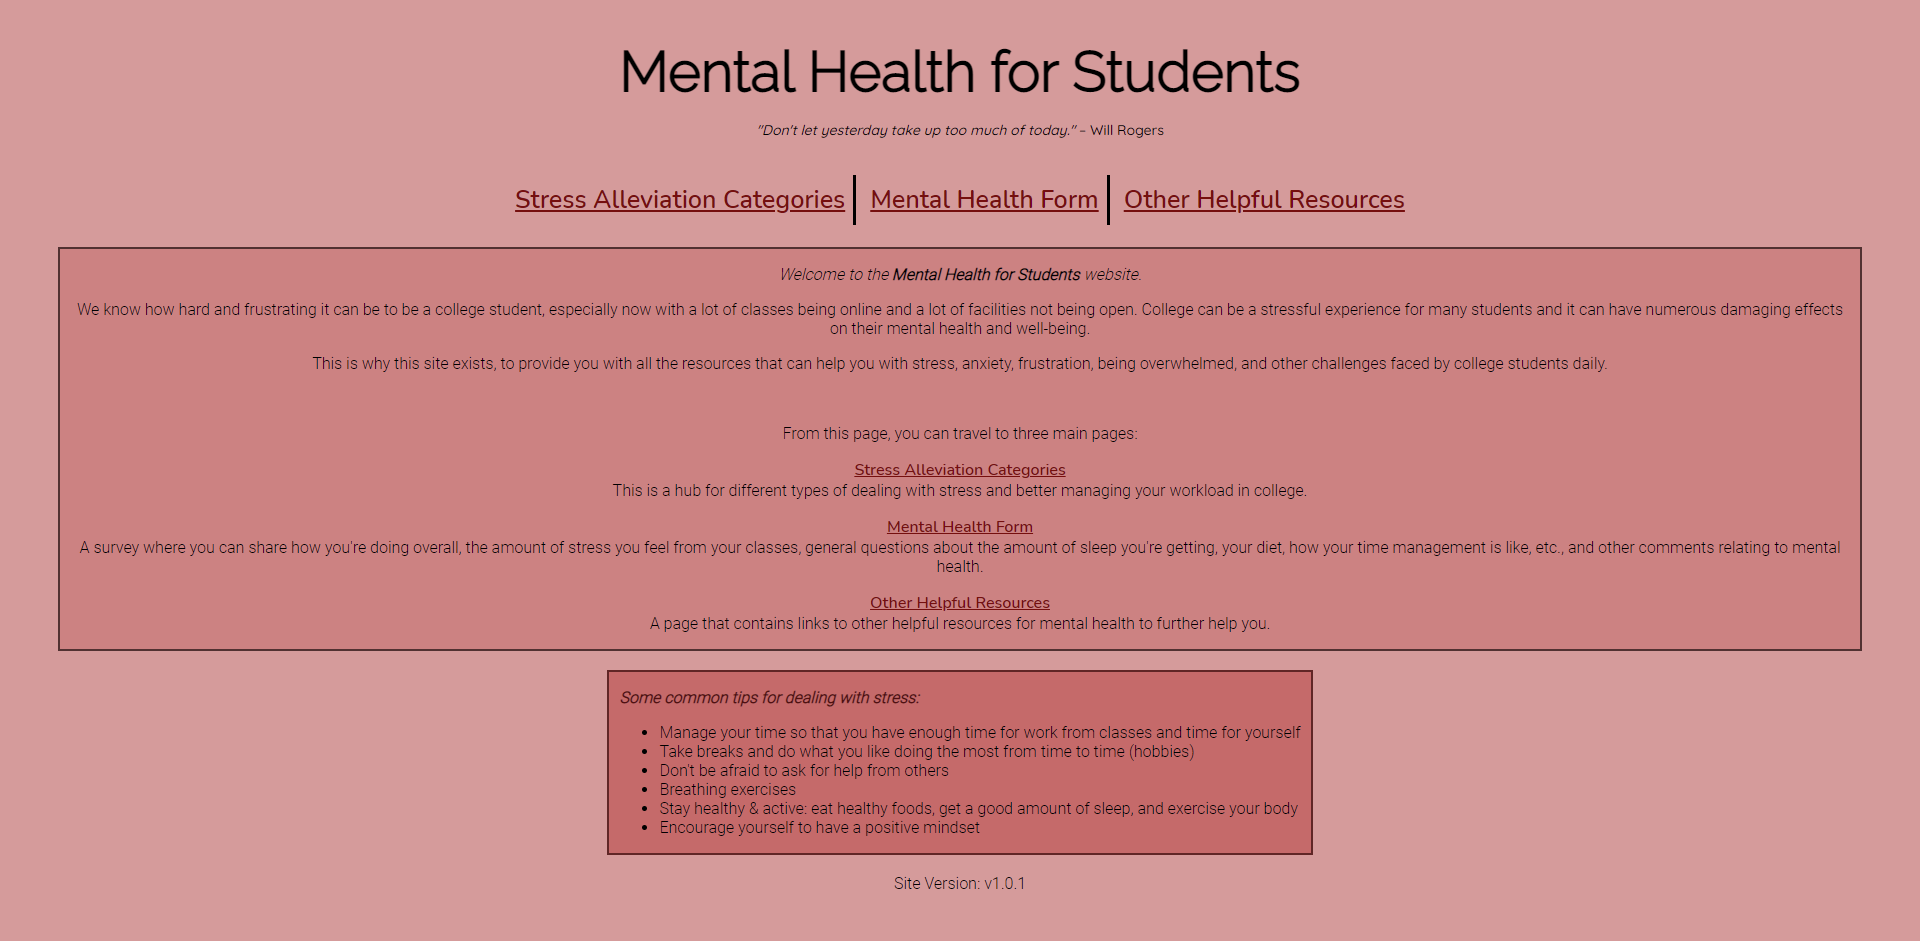 Mental Health for Students
"Don't let yesterday take up too much of today." – Will Rogers
Stress Alleviation Categories
Mental Health Form
Other Helpful Resources
Welcome to the Mental Health for Students website.
We know how hard and frustrating it can be to be a college student, especially now with a lot of classes being online and a lot of facilities not being open. College can be a stressful experience for many students and it can have numerous damaging effects
on their mental health and well-being.
This is why this site exists, to provide you with all the resources that can help you with stress, anxiety, frustration, being overwhelmed, and other challenges faced by college students daily.
From this page, you can travel to three main pages:
Stress Alleviation Categories
This is a hub for different types of dealing with stress and better managing your workload in college.
Mental Health Form
A survey where you can share how you're doing overall, the amount of stress you feel from your classes, general questions about the amount of sleep you're getting, your diet, how your time management is like, etc., and other comments relating to mental
health.
Other Helpful Resources
A page that contains links to other helpful resources for mental health to further help you.
Some common tips for dealing with stress:
• Manage your time so that you have enough time for work from classes and time for yourself
• Take breaks and do what you like doing the most from time to time (hobbies)
• Don't be afraid to ask for help from others
• Breathing exercises
• Stay healthy & active: eat healthy foods, get a good amount of sleep, and exercise your body
• Encourage yourself to have a positive mindset
Site Version: v1.0.1